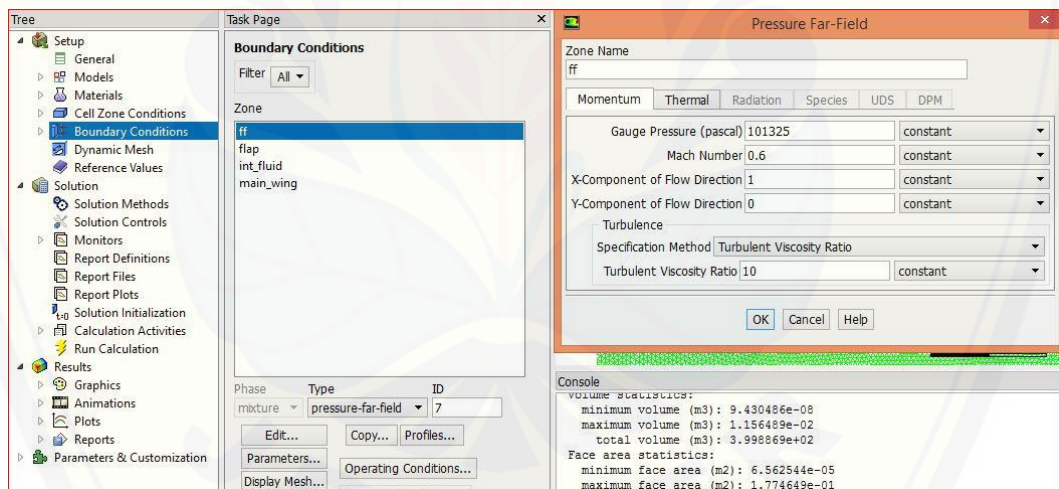 Tree
Setup
General
Models
Materials
Cell Zone Conditions
Boundary Conditions
Dynamic Mesh
Reference Values
Solution
Solution Methods
Solution Controls
Monitors
Report Definitions
Report Files
Report Plots
t=0 Solution Initialization
Calculation Activities
Run Calculation
Results
Graphics
Animations
Plots
Reports
Parameters & Customization
Task Page
Boundary Conditions
Filter All
Zone
ff
flap
int_fluid
main_wing
Phase Type ID
mixture pressure-far-field 7
Edit... Copy... Profiles...
Parameters... Operating Conditions...
Display Mesh...
Pressure Far-Field
Zone Name
ff
Momentum Thermal Radiation Species UDS DPM
Gauge Pressure (pascal) 101325 constant
Mach Number 0.6 constant
X-Component of Flow Direction 1 constant
Y-Component of Flow Direction 0 constant
Turbulence
Specification Method Turbulent Viscosity Ratio
Turbulent Viscosity Ratio 10 constant
OK Cancel Help
Console
volume statistics:
minimum volume (m3): 9.430486e-08
maximum volume (m3): 1.156489e-02
total volume (m3): 3.998869e+02
Face area statistics:
minimum face area (m2): 6.562544e-05
maximum face area (m2): 1.774649e-01